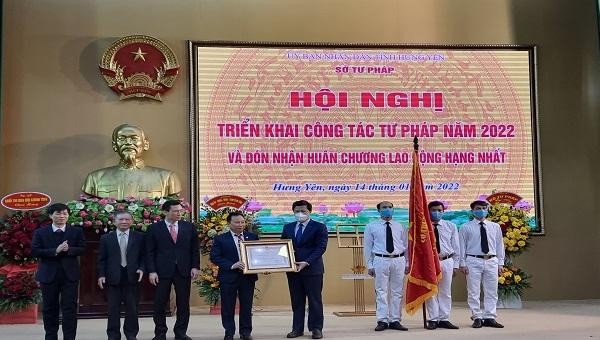 ỦY BAN NHÂN DÂN TỈNH HƯNG YÊN
SỞ TƯ PHÁP
HỘI NGHỊ
TRIỂN KHAI CÔNG TÁC TƯ PHÁP NĂM 2022
VÀ ĐÓN NHẬN HUÂN CHƯƠNG LAO ĐỘNG HẠNG NHẤT
Hưng Yên, ngày 14 tháng 01 năm 2022